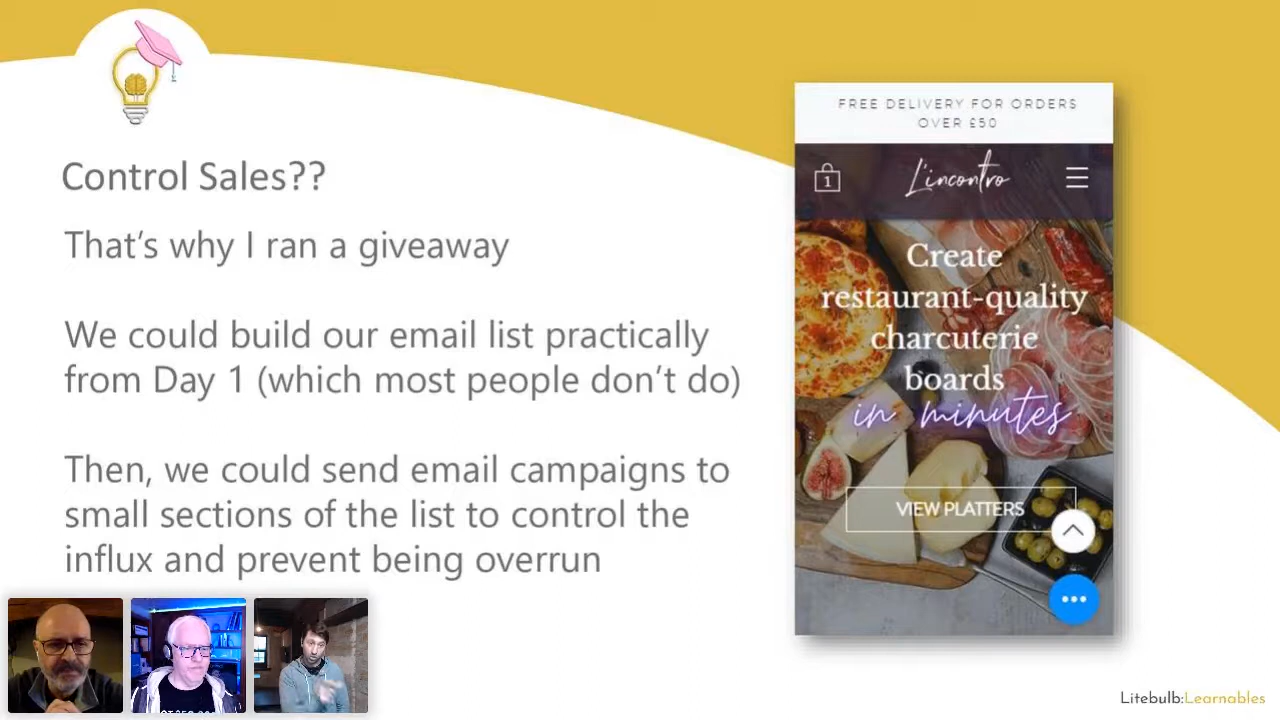 Control Sales??
That's why I ran a giveaway
We could build our email list practically
from Day 1 (which most people don't do)
Then, we could send email campaigns to
small sections of the list to control the
influx and prevent being overrun
FREE DELIVERY FOR ORDERS
OVER £50
1
L'incontro
Create
restaurant-quality
charcuterie
boards
in minutes
VIEW PLATTERS
Litebulb:Learnables